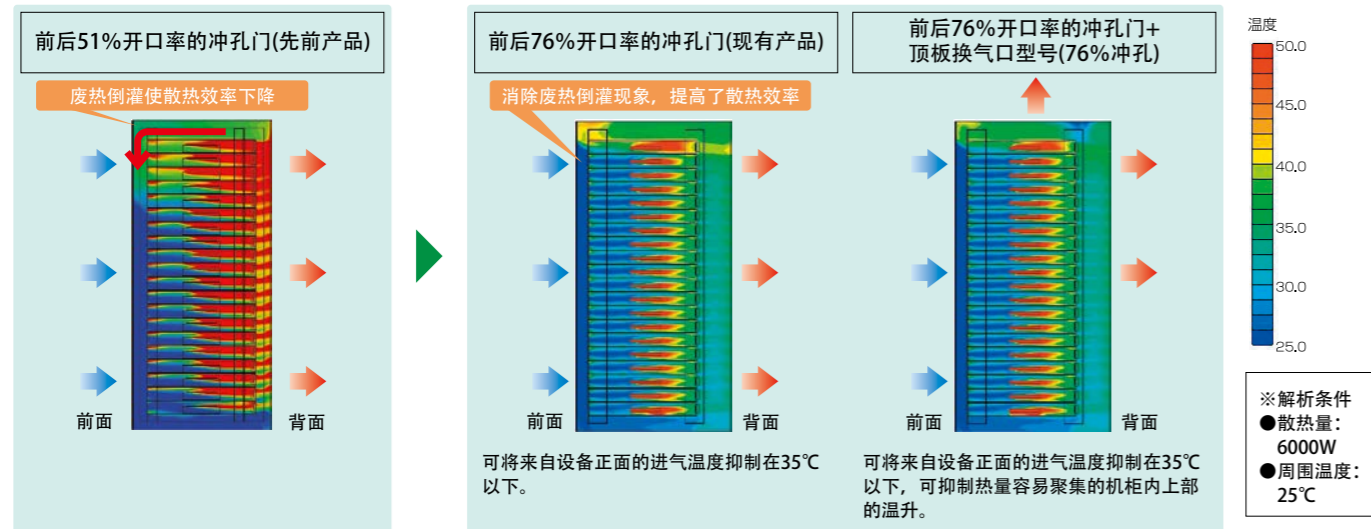 前后51%开口率的冲孔门(先前产品)
废热倒灌使散热效率下降
前面
背面
前后76%开口率的冲孔门(现有产品)
消除废热倒灌现象，提高了散热效率
前面
背面
可将来自设备正面的进气温度抑制在35℃
以下。
前后76%开口率的冲孔门+
顶板换气口型号(76%冲孔)
前面
背面
可将来自设备正面的进气温度抑制在35℃
以下，可抑制热量容易聚集的机柜内上部
的温升。
温度
50.0
45.0
40.0
35.0
30.0
25.0
※解析条件
●散热量：
6000W
●周围温度：
25℃